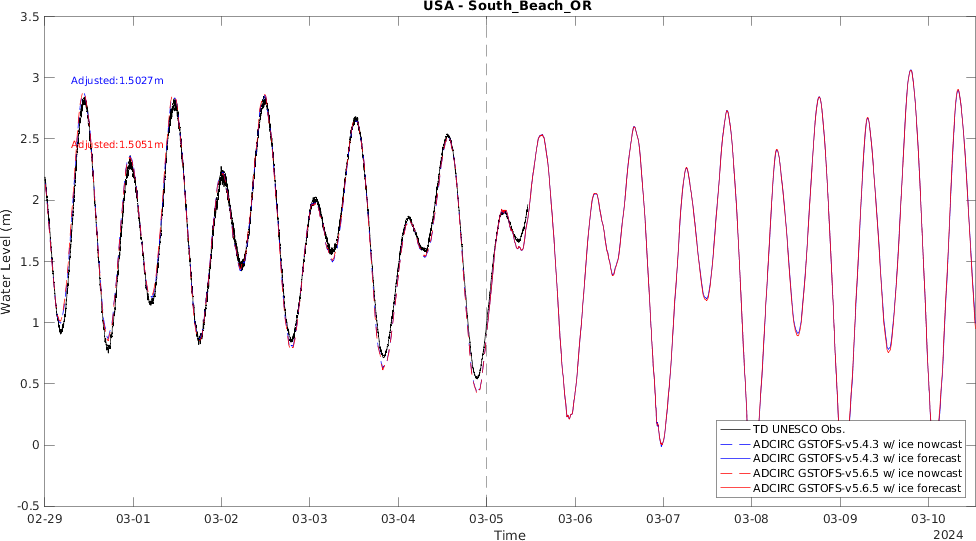 USA - South_Beach_OR
3.5
3
2.5
2
1.5
1
0.5
0
-0.5
Water Level (m)
Adjusted:1.5027m
Adjusted:1.5051m
TD UNESCO Obs.
ADCIRC GSTOFS-v5.4.3 w/ ice nowcast
ADCIRC GSTOFS-v5.4.3 w/ ice forecast
ADCIRC GSTOFS-v5.6.5 w/ ice nowcast
ADCIRC GSTOFS-v5.6.5 w/ ice forecast
02-29 03-01 03-02 03-03 03-04 03-05 03-06 03-07 03-08 03-09 03-10
Time
2024